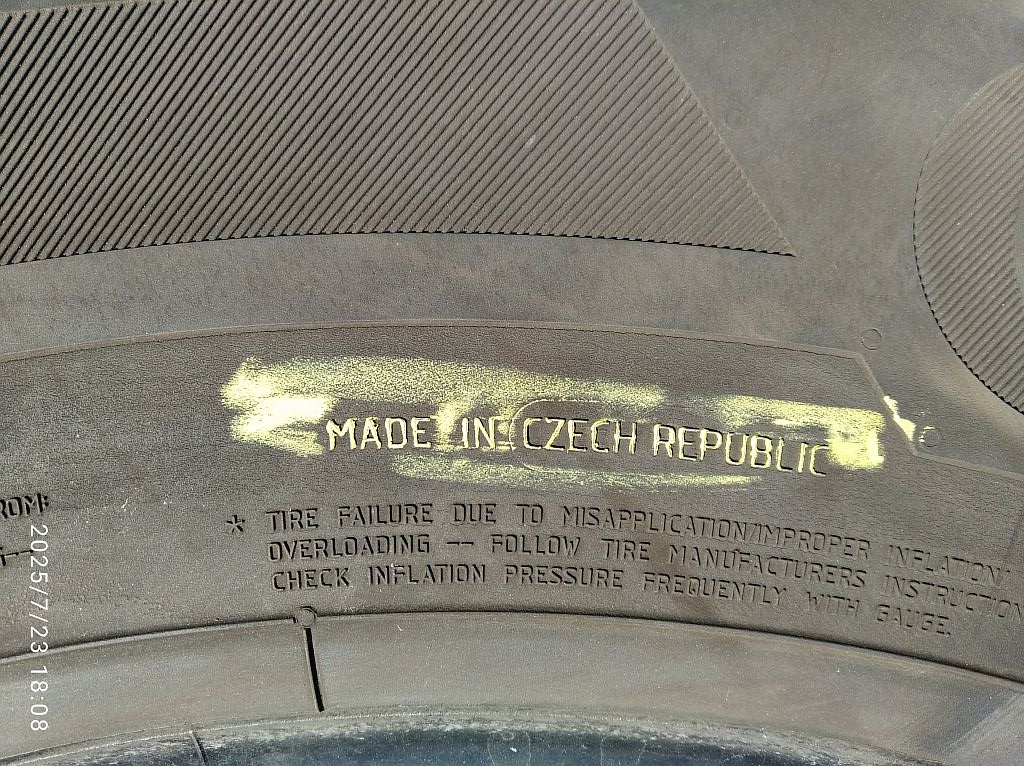 MADE IN CZECH REPUBLIC
ROM:
* TIRE FAILURE DUE TO MISAPPLICATION/IMPROPER INFLATION/
OVERLOADING -- FOLLOW TIRE MANUFACTURERS INSTRUCTION
CHECK INFLATION PRESSURE FREQUENTLY WITH GAUGE.
2025/7/23 18:08